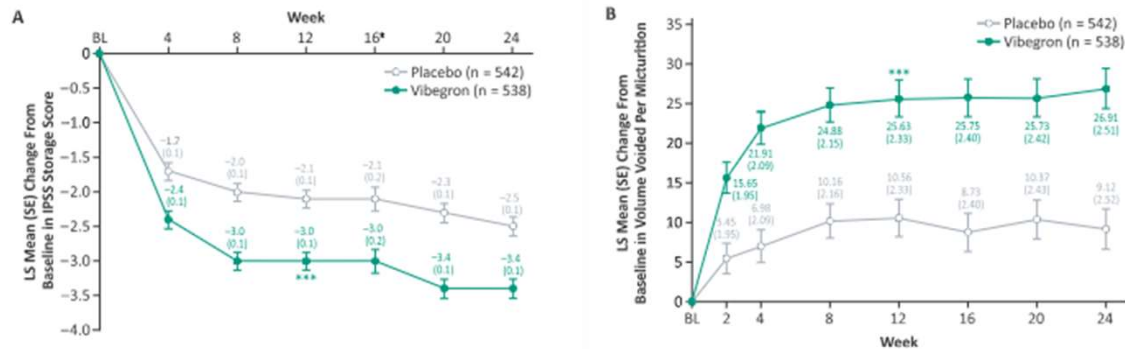 A
Week
BL 4 8 12 16* 20 24
LS Mean (SE) Change From
Baseline in IPSS Storage Score
0
−0.5
−1.0
−1.5
−2.0
−2.5
−3.0
−3.5
−4.0
Placebo (n = 542)
Vibegron (n = 538)
−1.7 −2.0 −2.1 −2.1 −2.3 −2.5
(0.1) (0.1) (0.1) (0.2) (0.1) (0.1)
−2.4 −3.0 −3.0 −3.0 −3.4 −3.4
(0.1) (0.1) (0.1) (0.2) (0.1) (0.1)
***
B
LS Mean (SE) Change From
Baseline in Volume Voided Per Micturition
35
30
25
20
15
10
5
0
Placebo (n = 542)
Vibegron (n = 538)
***
15.65 21.91 24.88 25.63 25.75 25.73 26.91
(1.95) (2.09) (2.15) (2.33) (2.40) (2.42) (2.51)
5.45 6.98 10.16 10.56 8.73 10.37 9.12
(1.95) (2.09) (2.16) (2.33) (2.40) (2.43) (2.52)
BL 2 4 8 12 16 20 24
Week